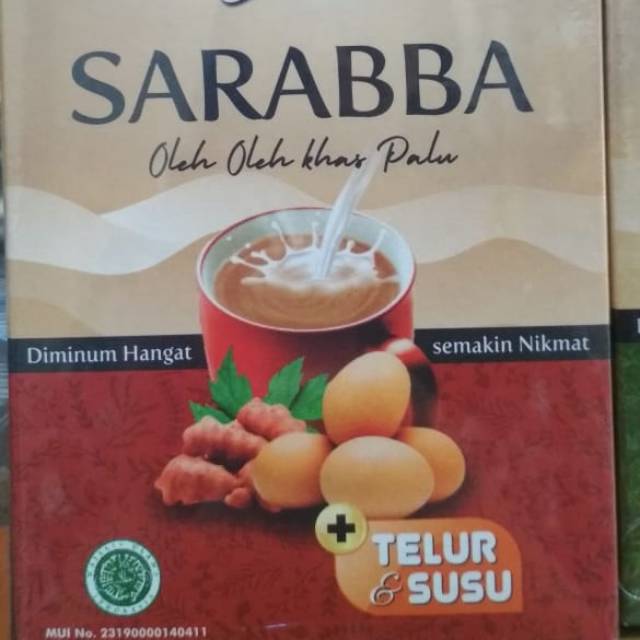 SARABBA
Oleh Oleh khas Palu
Diminum Hangat
semakin Nikmat
+
TELUR
& SUSU
MUI No. 23190000140411